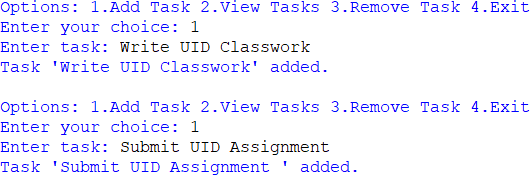 Options: 1.Add Task 2.View Tasks 3.Remove Task 4.Exit
Enter your choice: 1
Enter task: Write UID Classwork
Task 'Write UID Classwork' added.
Options: 1.Add Task 2.View Tasks 3.Remove Task 4.Exit
Enter your choice: 1
Enter task: Submit UID Assignment
Task 'Submit UID Assignment ' added.